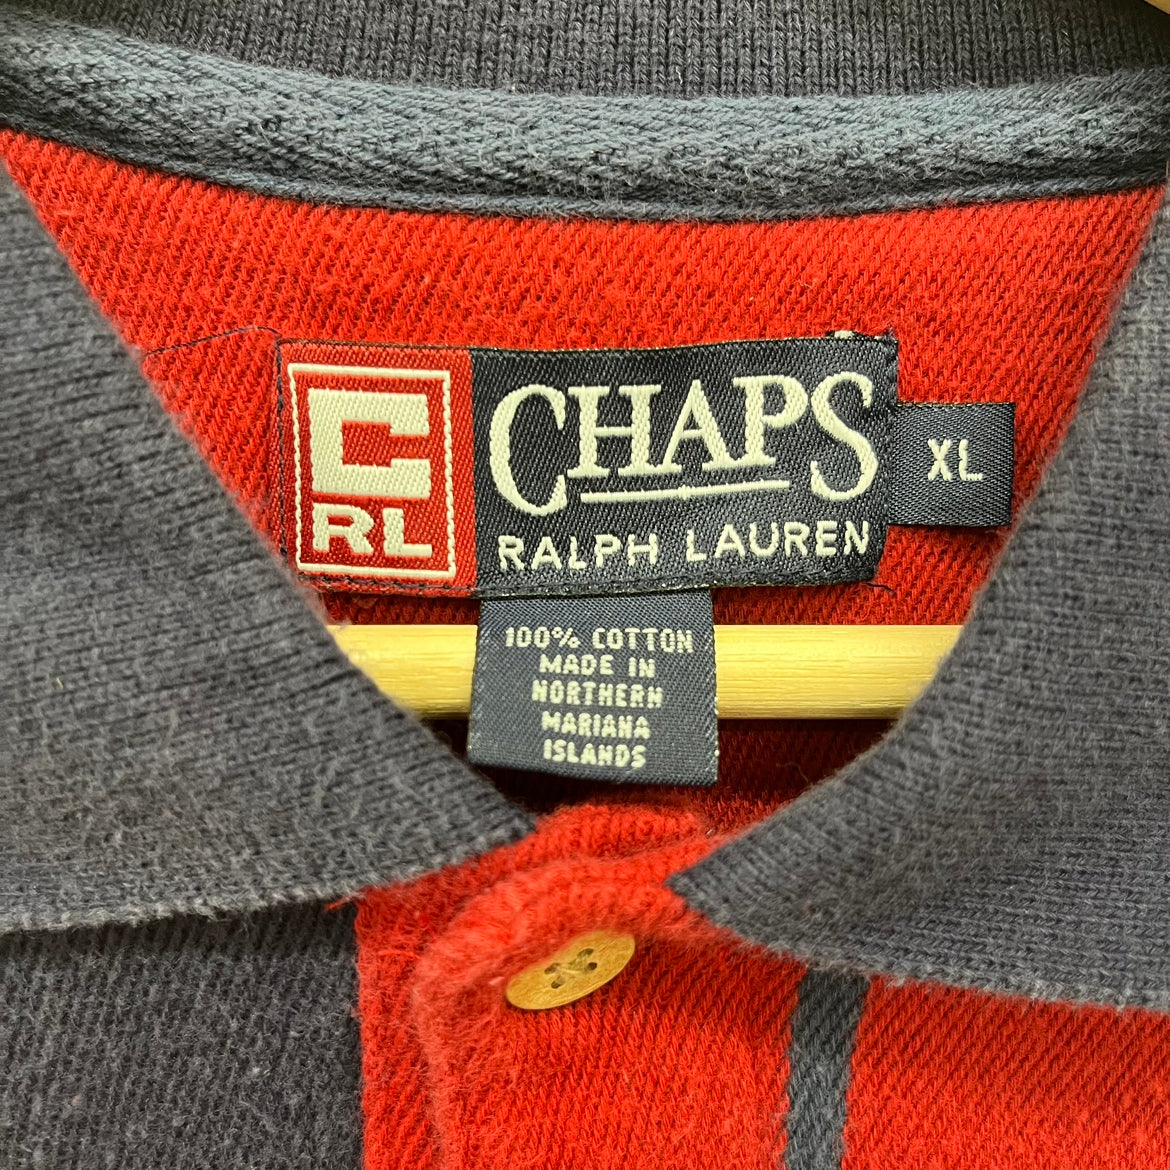 C
RL
CHAPS
RALPH LAUREN
XL
100% COTTON
MADE IN
NORTHERN
MARIANA
ISLANDS